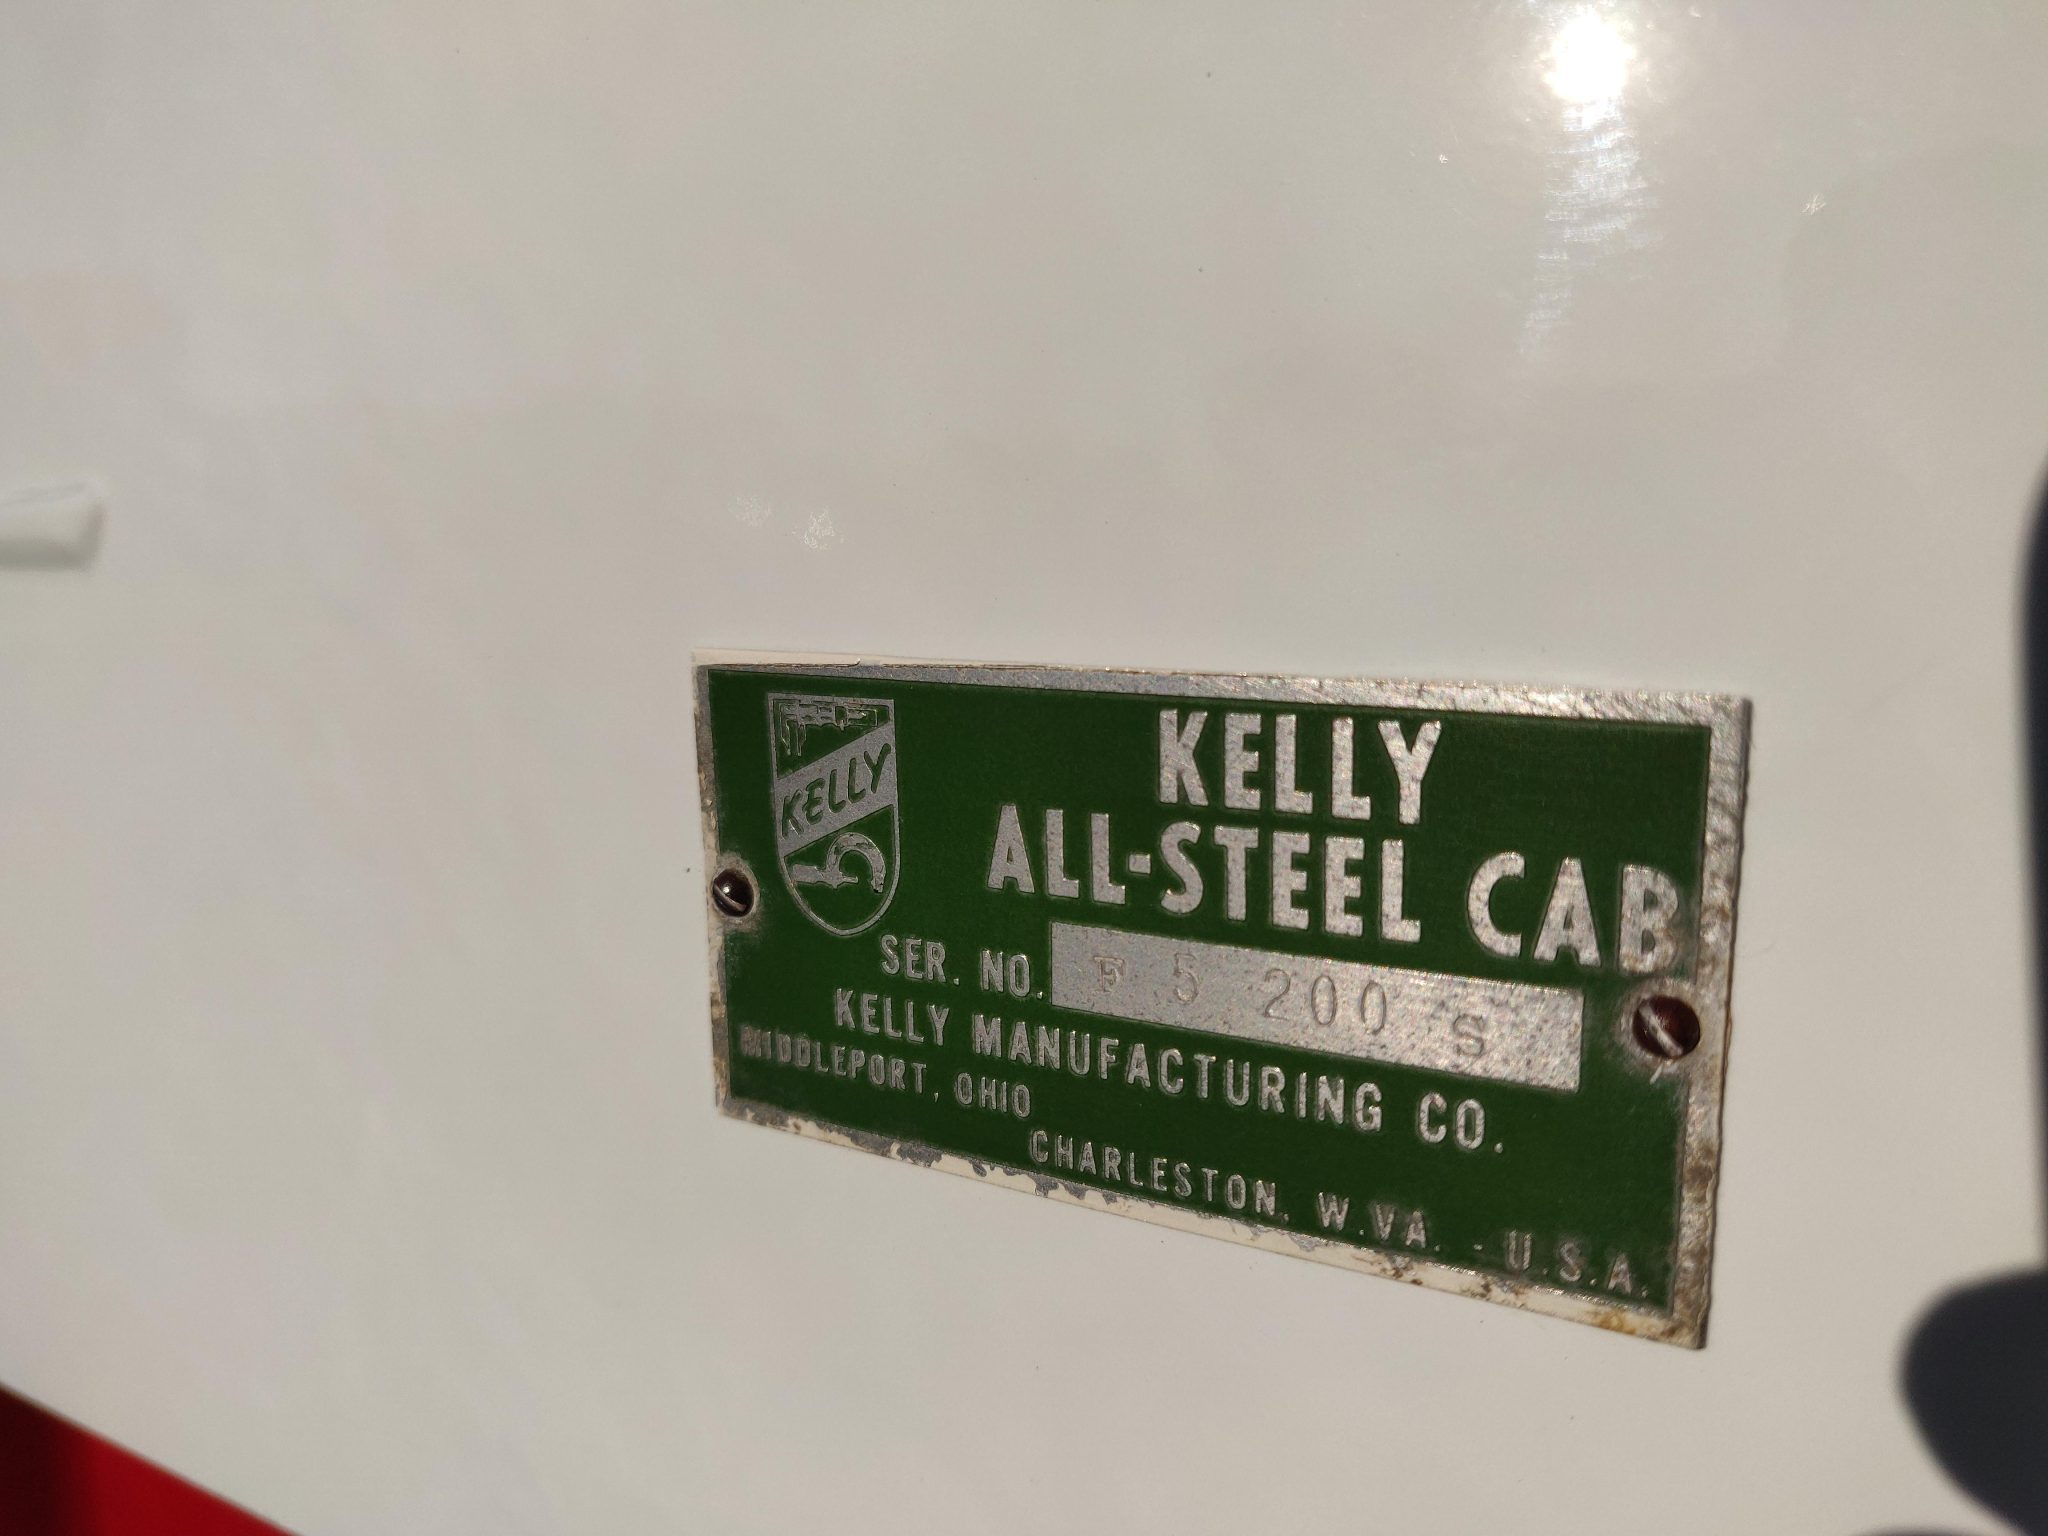 KELLY
KELLY
ALL-STEEL CAB
SER. NO. F 5 200 S
KELLY MANUFACTURING CO.
MIDDLEPORT, OHIO
CHARLESTON, W.VA. - U.S.A.